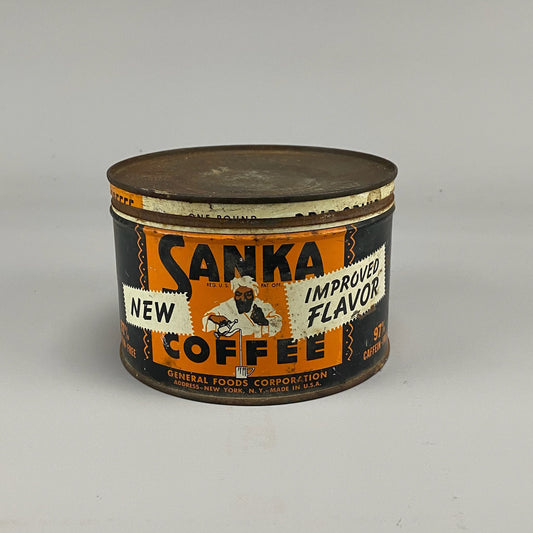 ONE POUND
SANKA
REG. U.S. PAT. OFF.
NEW
IMPROVED
FLAVOR
COFFEE
97%
CAFFEIN
FREE
GENERAL FOODS CORPORATION
ADDRESS-NEW YORK, N.Y.-MADE IN U.S.A.